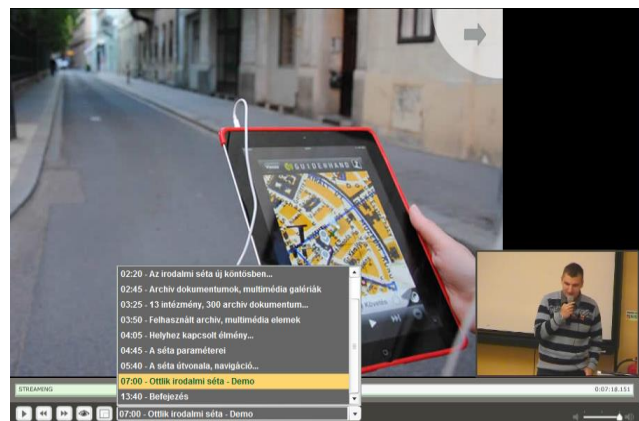 GUIDERHAND
02:20 - Az irodalmi séta új köntösben...
02:45 - Archív dokumentumok, multimédia galériák
03:25 - 13 intézmény, 300 archív dokumentum...
03:50 - Felhasznált archív, multimédia elemek
04:05 - Helyhez kapcsolt élmény...
04:45 - A séta paraméterei
05:40 - A séta útvonala, navigáció...
07:00 - Ottlik irodalmi séta - Demo
13:40 - Befejezés
Követés
STREAMING
0:07:18.151
07:00 - Ottlik irodalmi séta - Demo